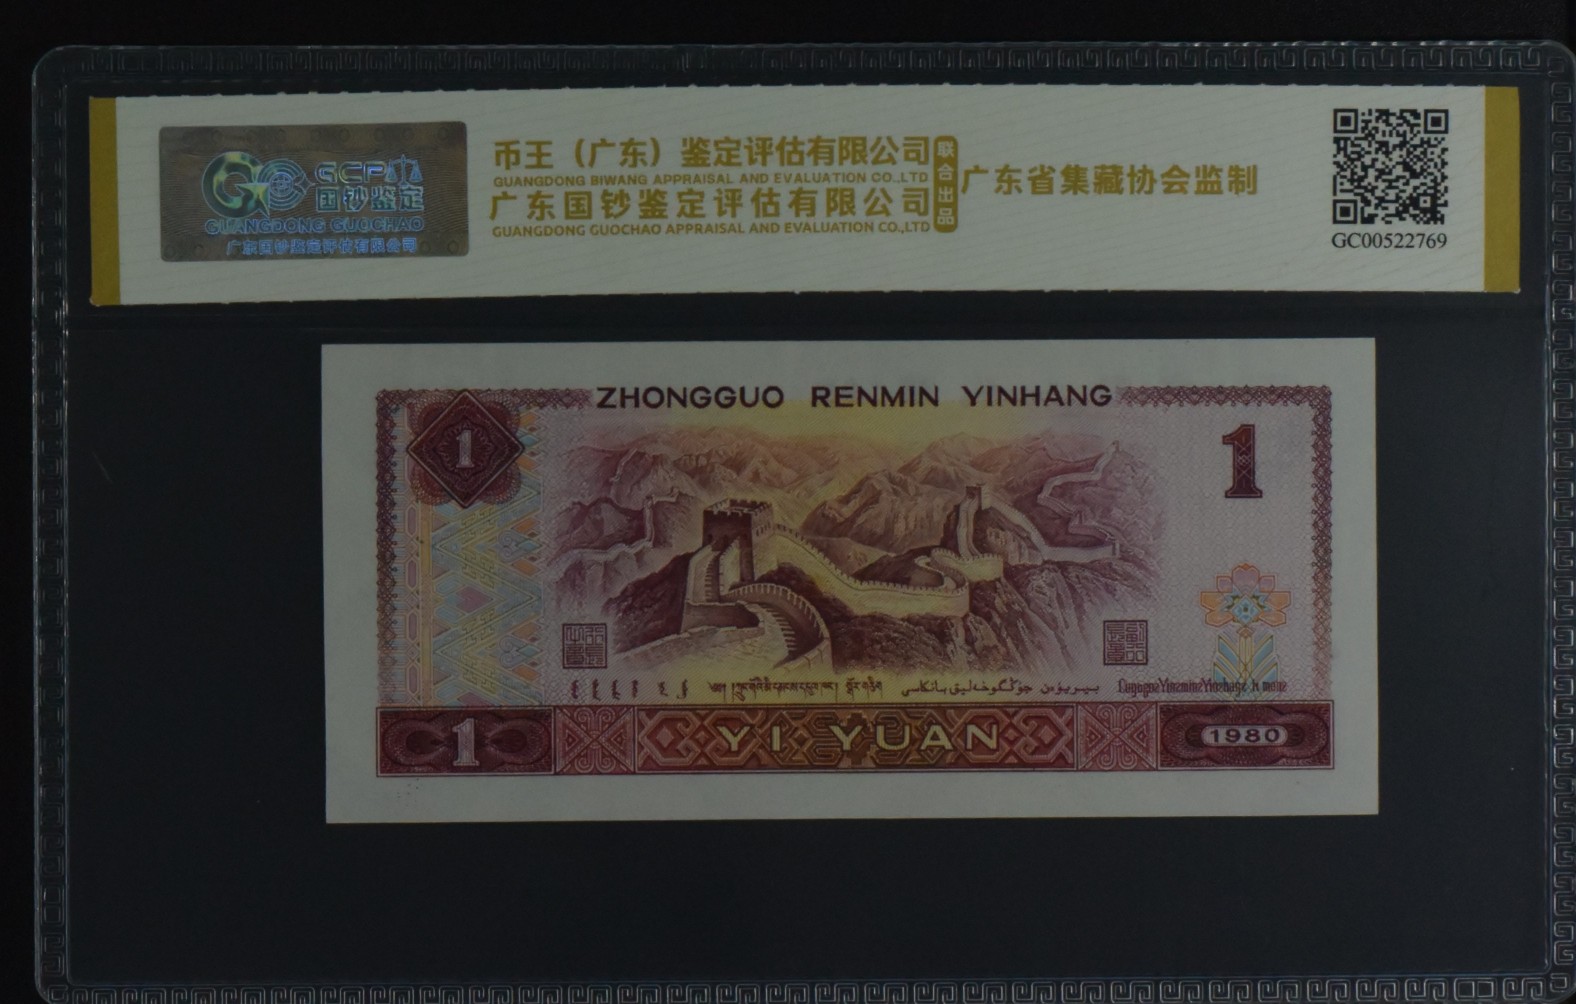 GCP
国钞鉴定
GUANGDONG GUOCHAO
广东国钞鉴定评估有限公司
币王（广东）鉴定评估有限公司
GUANGDONG BIWANG APPRAISAL AND EVALUATION CO.,LTD
广东国钞鉴定评估有限公司
GUANGDONG GUOCHAO APPRAISAL AND EVALUATION CO.,LTD
联合出品
广东省集藏协会监制
GC00522769
ZHONGGUO RENMIN YINHANG
1
1
1
YI YUAN
1980